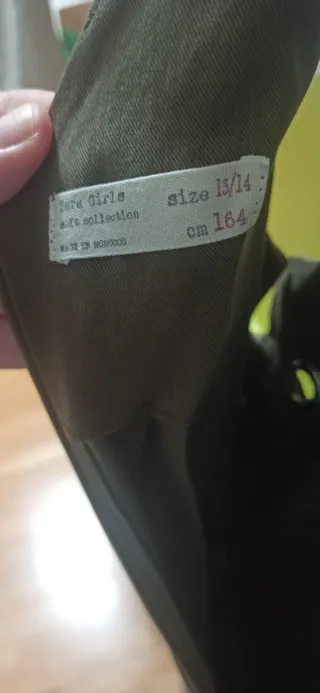 Zara Girls
soft collection
MADE IN MOROCCO
size 13/14
cm 164